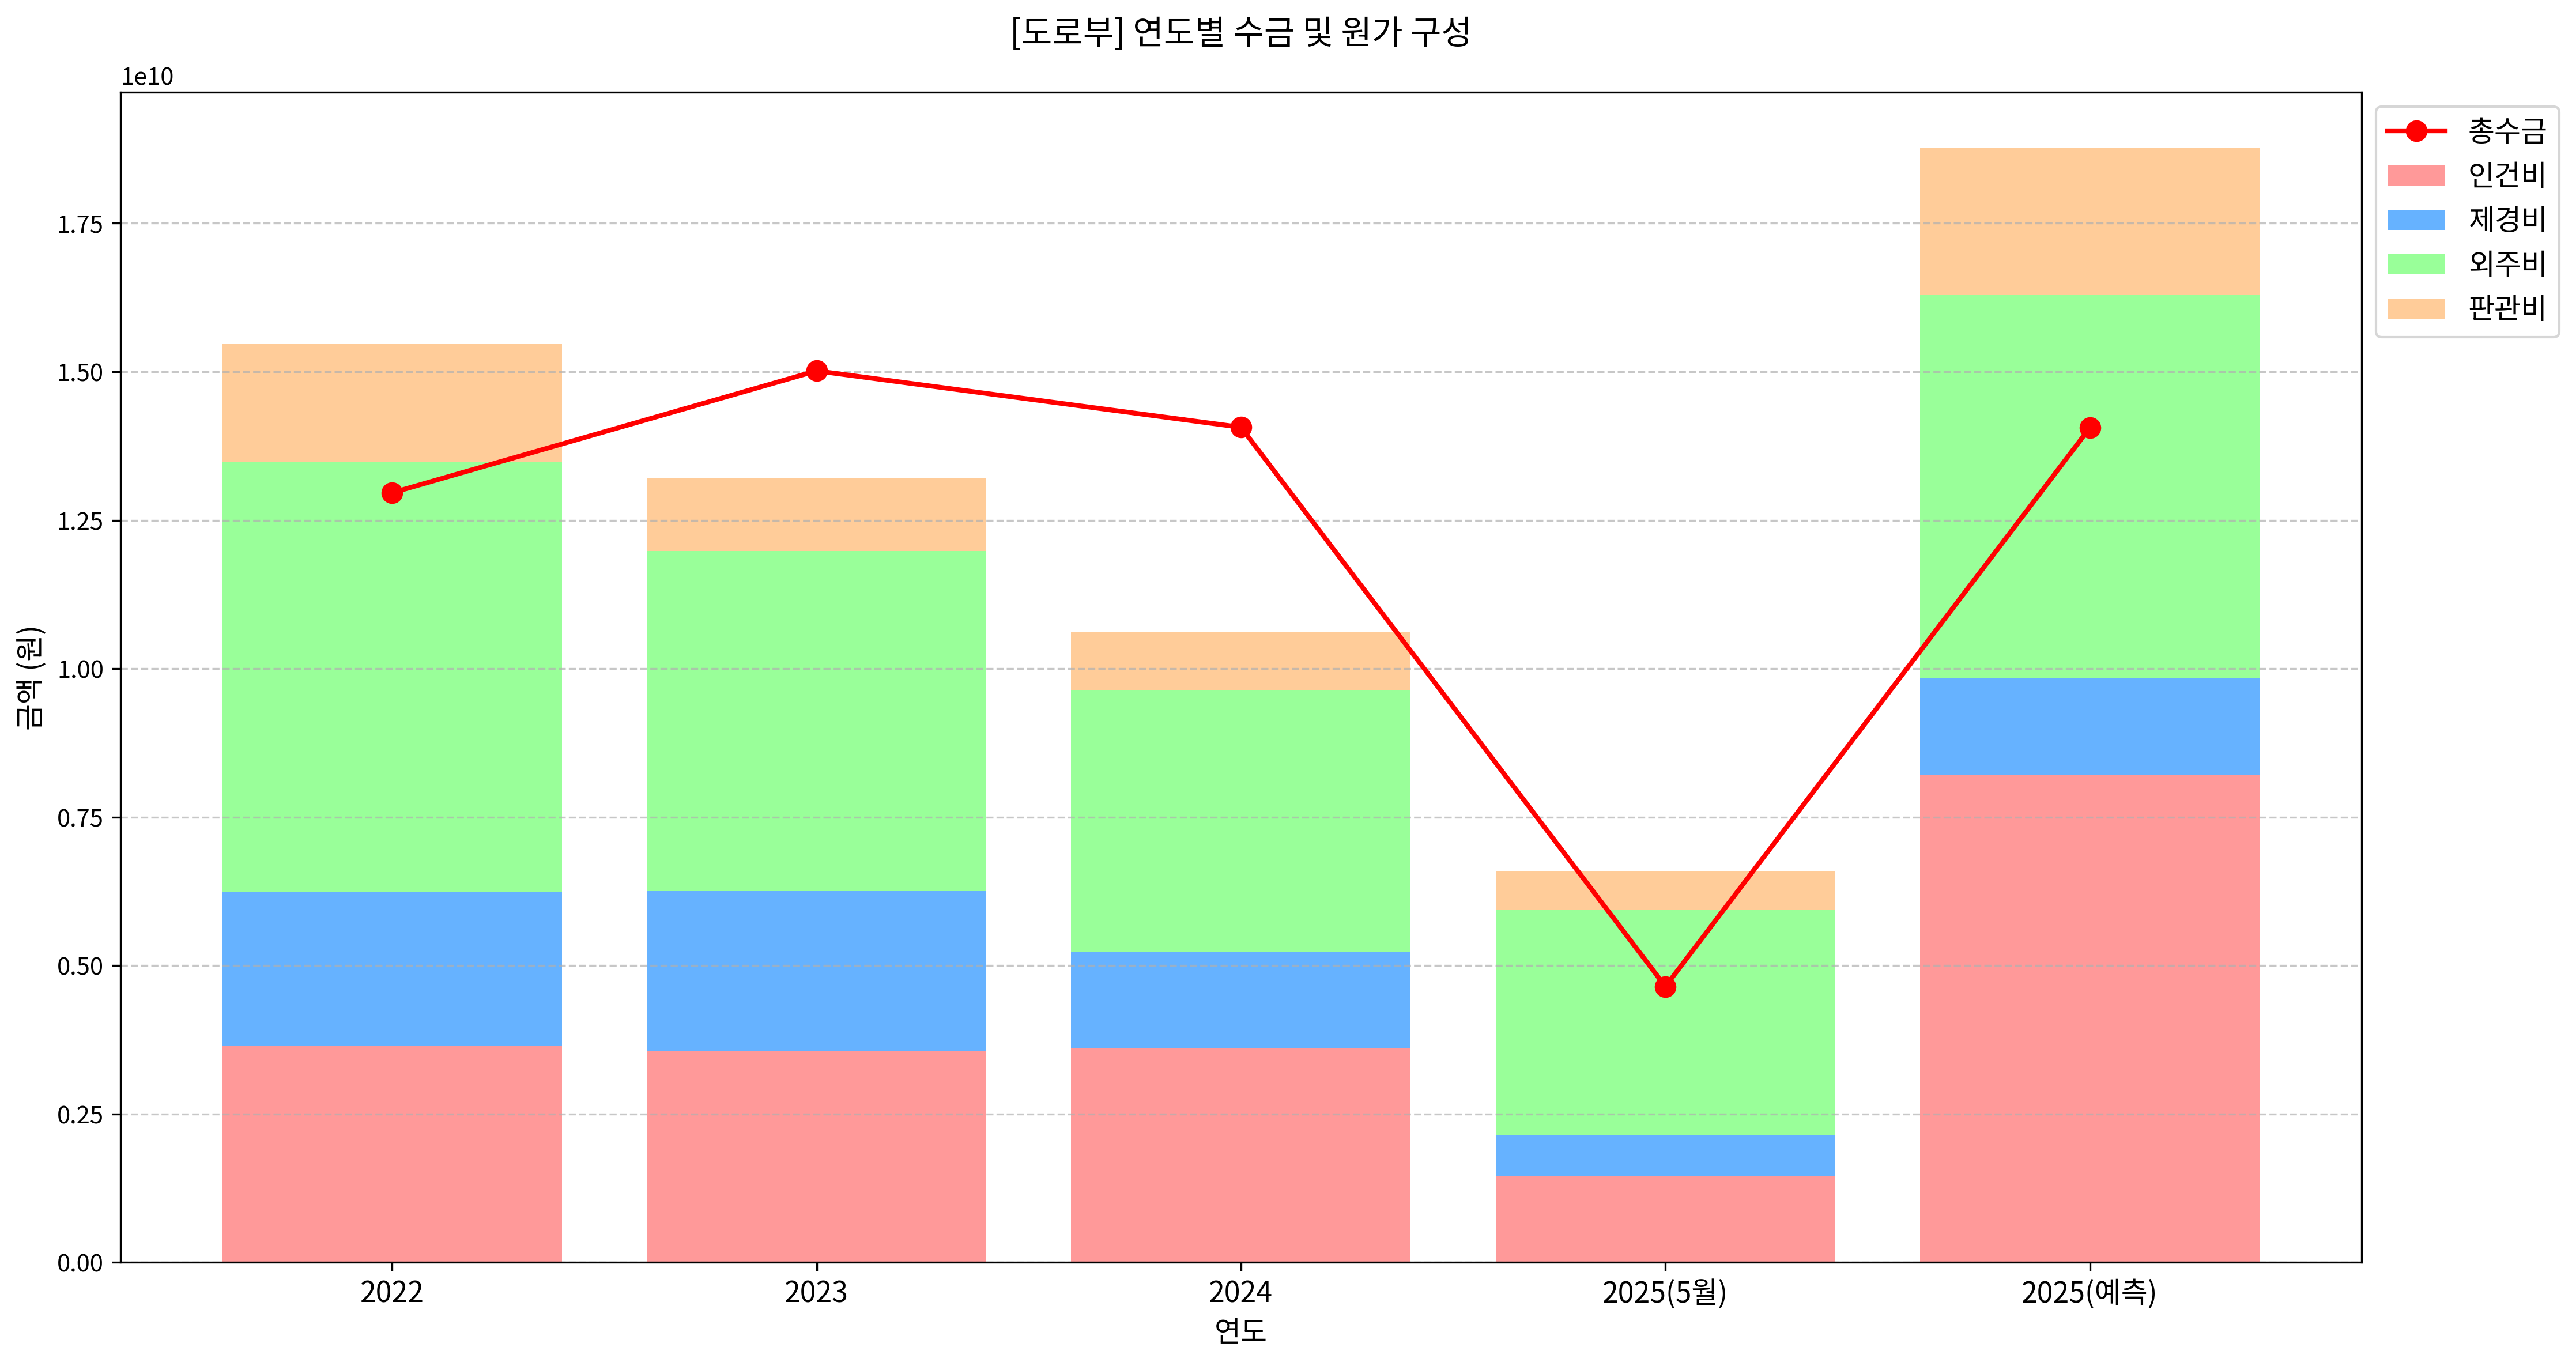 [도로부] 연도별 수금 및 원가 구성
1e10
총수금
인건비
제경비
외주비
판관비
1.75
1.50
1.25
1.00
0.75
0.50
0.25
0.00
금액 (원)
2022
2023
2024
2025(5월)
2025(예측)
연도